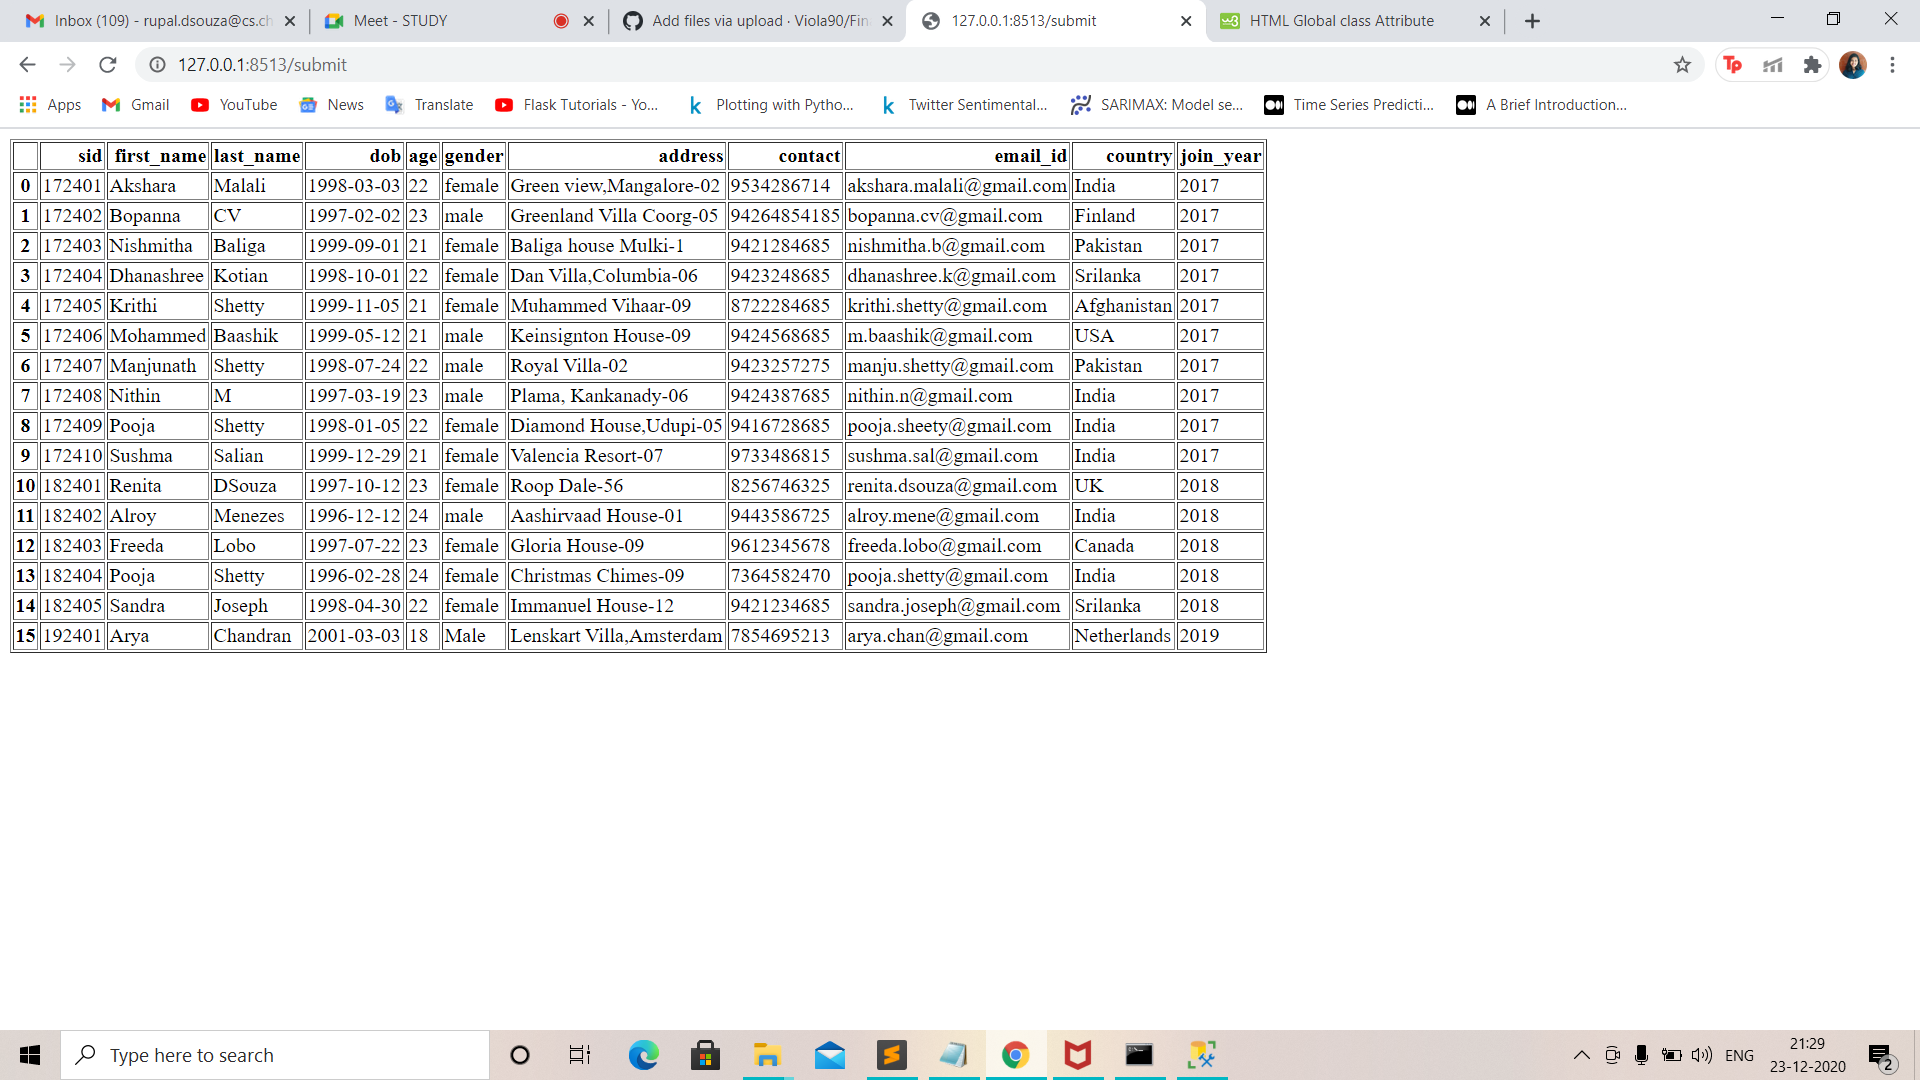 Inbox (109) - rupal.dsouza@cs.ch Meet - STUDY Add files via upload · Viola90/Fin 127.0.0.1:8513/submit HTML Global class Attribute
127.0.0.1:8513/submit
Apps Gmail YouTube News Translate Flask Tutorials - Yo... Plotting with Pytho... Twitter Sentimental... SARIMAX: Model se... Time Series Predicti... A Brief Introduction...
sid first_name last_name dob age gender address contact email_id country join_year
0 172401 Akshara Malali 1998-03-03 22 female Green view,Mangalore-02 9534286714 akshara.malali@gmail.com India 2017
1 172402 Bopanna CV 1997-02-02 23 male Greenland Villa Coorg-05 94264854185 bopanna.cv@gmail.com Finland 2017
2 172403 Nishmitha Baliga 1999-09-01 21 female Baliga house Mulki-1 9421284685 nishmitha.b@gmail.com Pakistan 2017
3 172404 Dhanashree Kotian 1998-10-01 22 female Dan Villa,Columbia-06 9423248685 dhanashree.k@gmail.com Srilanka 2017
4 172405 Krithi Shetty 1999-11-05 21 female Muhammed Vihaar-09 8722284685 krithi.shetty@gmail.com Afghanistan 2017
5 172406 Mohammed Baashik 1999-05-12 21 male Keinsignton House-09 9424568685 m.baashik@gmail.com USA 2017
6 172407 Manjunath Shetty 1998-07-24 22 male Royal Villa-02 9423257275 manju.shetty@gmail.com Pakistan 2017
7 172408 Nithin M 1997-03-19 23 male Plama, Kankanady-06 9424387685 nithin.n@gmail.com India 2017
8 172409 Pooja Shetty 1998-01-05 22 female Diamond House,Udupi-05 9416728685 pooja.sheety@gmail.com India 2017
9 172410 Sushma Salian 1999-12-29 21 female Valencia Resort-07 9733486815 sushma.sal@gmail.com India 2017
10 182401 Renita DSouza 1997-10-12 23 female Roop Dale-56 8256746325 renita.dsouza@gmail.com UK 2018
11 182402 Alroy Menezes 1996-12-12 24 male Aashirvaad House-01 9443586725 alroy.mene@gmail.com India 2018
12 182403 Freeda Lobo 1997-07-22 23 female Gloria House-09 9612345678 freeda.lobo@gmail.com Canada 2018
13 182404 Pooja Shetty 1996-02-28 24 female Christmas Chimes-09 7364582470 pooja.shetty@gmail.com India 2018
14 182405 Sandra Joseph 1998-04-30 22 female Immanuel House-12 9421234685 sandra.joseph@gmail.com Srilanka 2018
15 192401 Arya Chandran 2001-03-03 18 Male Lenskart Villa,Amsterdam 7854695213 arya.chan@gmail.com Netherlands 2019
Type here to search ENG 21:29
23-12-2020 2